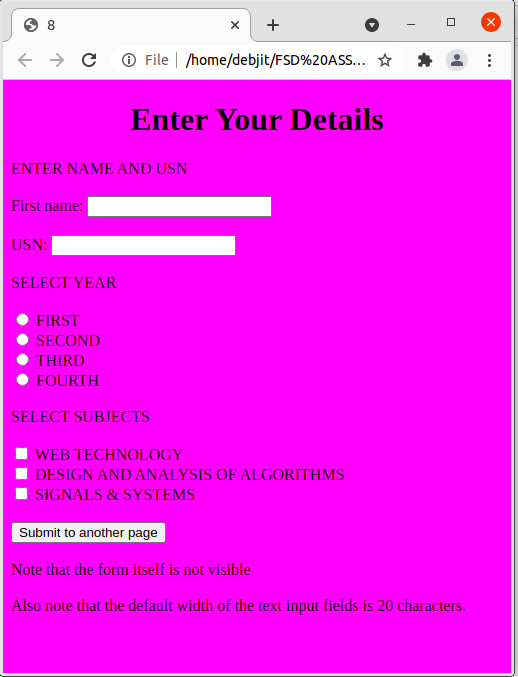 8
File /home/debjit/FSD%20ASS...
Enter Your Details
ENTER NAME AND USN
First name:
USN:
SELECT YEAR
FIRST
SECOND
THIRD
FOURTH
SELECT SUBJECTS
WEB TECHNOLOGY
DESIGN AND ANALYSIS OF ALGORITHMS
SIGNALS & SYSTEMS
Submit to another page
Note that the form itself is not visible
Also note that the default width of the text input fields is 20 characters.